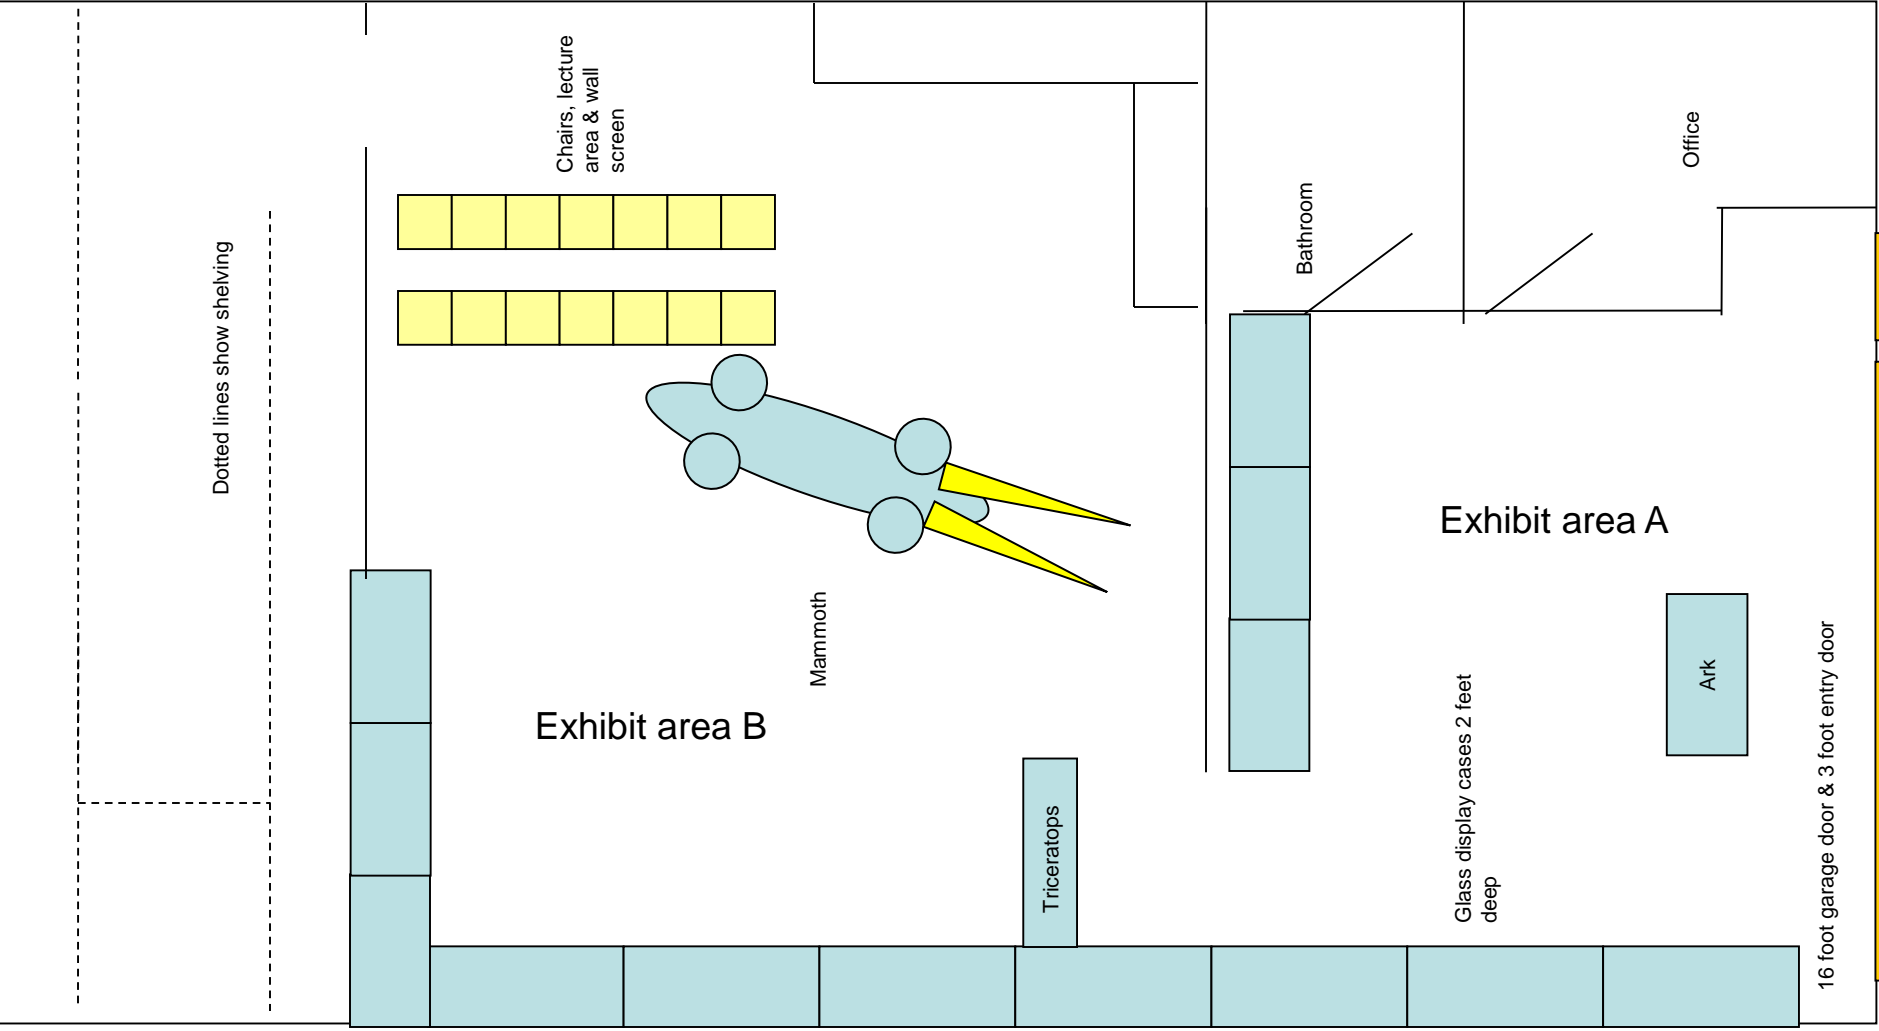 Dotted lines show shelving
Chairs, lecture
area & wall
screen
Mammoth
Exhibit area B
Triceratops
Bathroom
Office
Exhibit area A
Ark
Glass display cases 2 feet
deep
16 foot garage door & 3 foot entry door